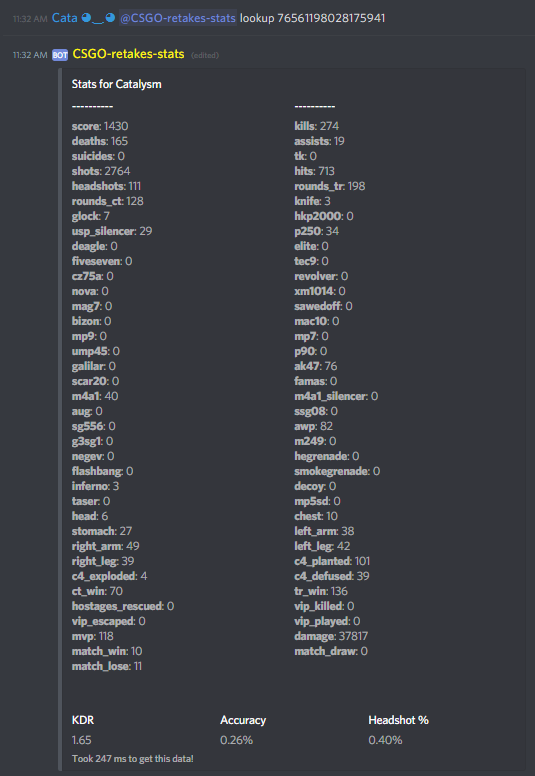 11:32 AM Cata ◕‿◕ @CSGO-retakes-stats lookup 76561198028175941
11:32 AM BOT CSGO-retakes-stats (edited)
Stats for Catalysm
---------- ----------
score: 1430 kills: 274
deaths: 165 assists: 19
suicides: 0 tk: 0
shots: 2764 hits: 713
headshots: 111 rounds_tr: 198
rounds_ct: 128 knife: 3
glock: 7 hkp2000: 0
usp_silencer: 29 p250: 34
deagle: 0 elite: 0
fiveseven: 0 tec9: 0
cz75a: 0 revolver: 0
nova: 0 xm1014: 0
mag7: 0 sawedoff: 0
bizon: 0 mac10: 0
mp9: 0 mp7: 0
ump45: 0 p90: 0
galilar: 0 ak47: 76
scar20: 0 famas: 0
m4a1: 40 m4a1_silencer: 0
aug: 0 ssg08: 0
sg556: 0 awp: 82
g3sg1: 0 m249: 0
negev: 0 hegrenade: 0
flashbang: 0 smokegrenade: 0
inferno: 3 decoy: 0
taser: 0 mp5sd: 0
head: 6 chest: 10
stomach: 27 left_arm: 38
right_arm: 49 left_leg: 42
right_leg: 39 c4_planted: 101
c4_exploded: 4 c4_defused: 39
ct_win: 70 tr_win: 136
hostages_rescued: 0 vip_killed: 0
vip_escaped: 0 vip_played: 0
mvp: 118 damage: 37817
match_win: 10 match_draw: 0
match_lose: 11
KDR Accuracy Headshot %
1.65 0.26% 0.40%
Took 247 ms to get this data!